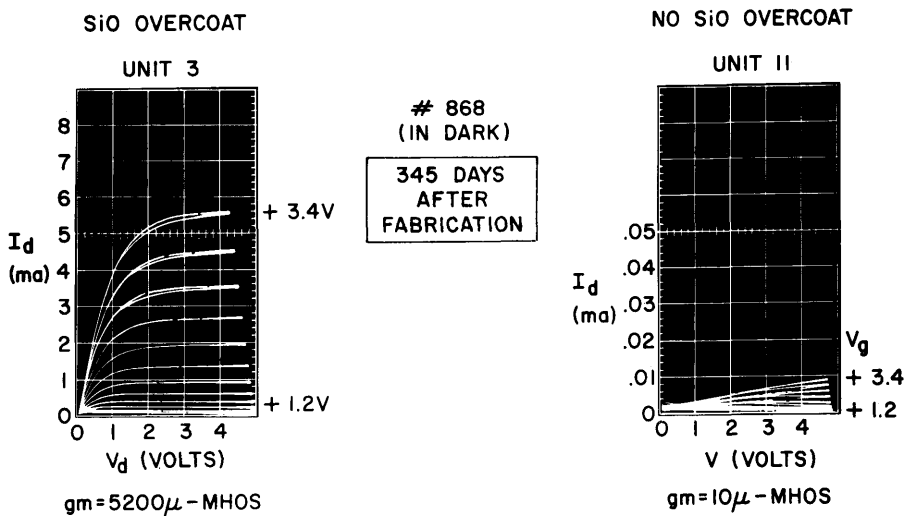 SiO OVERCOAT
UNIT 3
8
7
6
5
4
3
2
1
0
I_d
(ma)
+ 3.4V
+ 1.2V
0 1 2 3 4
V_d (VOLTS)
gm=5200μ-MHOS
# 868
(IN DARK)
345 DAYS
AFTER
FABRICATION
NO SiO OVERCOAT
UNIT 11
.05
.04
.03
.02
.01
0
I_d
(ma)
V_g
+ 3.4
+ 1.2
0 1 2 3 4
V (VOLTS)
gm=10μ-MHOS